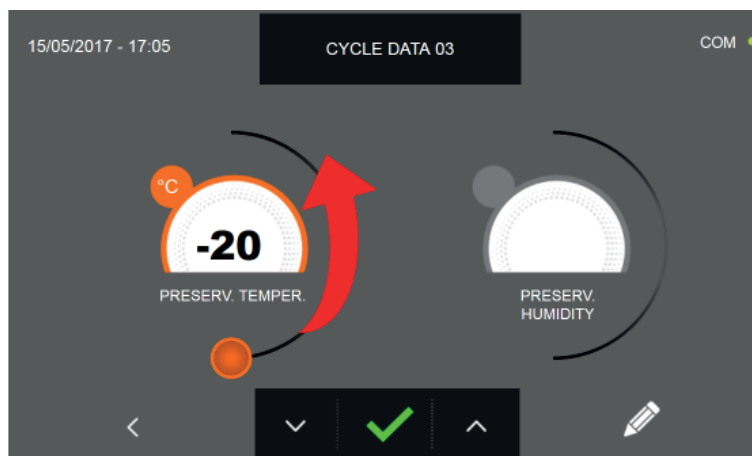 15/05/2017 - 17:05
CYCLE DATA 03
COM
°C
-20
PRESERV. TEMPER.
PRESERV.
HUMIDITY